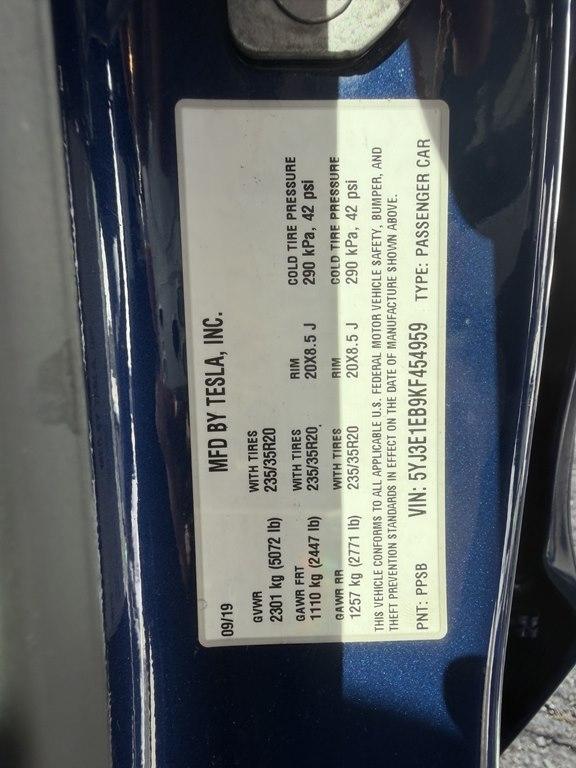 MFD BY TESLA, INC.
09/19
GVWR WITH TIRES
2301 kg (5072 lb) 235/35R20
GAWR FRT WITH TIRES RIM COLD TIRE PRESSURE
1110 kg (2447 lb) 235/35R20, 20X8.5 J 290 kPa, 42 psi
GAWR RR WITH TIRES RIM COLD TIRE PRESSURE
1257 kg (2771 lb) 235/35R20 20X8.5 J 290 kPa, 42 psi
THIS VEHICLE CONFORMS TO ALL APPLICABLE U.S. FEDERAL MOTOR VEHICLE SAFETY, BUMPER, AND
THEFT PREVENTION STANDARDS IN EFFECT ON THE DATE OF MANUFACTURE SHOWN ABOVE.
PNT: PPSB VIN: 5YJ3E1EB9KF454959 TYPE: PASSENGER CAR